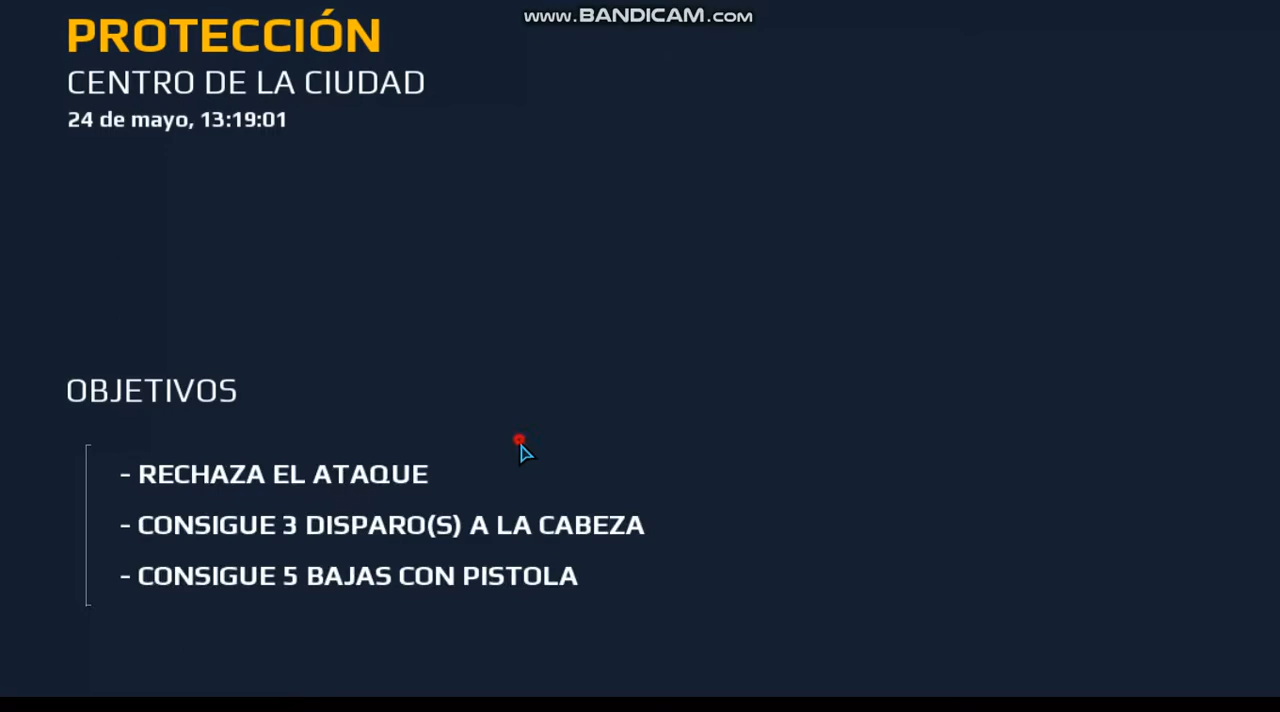 www.BANDICAM.com
PROTECCIÓN
CENTRO DE LA CIUDAD
24 de mayo, 13:19:01
OBJETIVOS
- RECHAZA EL ATAQUE
- CONSIGUE 3 DISPARO(S) A LA CABEZA
- CONSIGUE 5 BAJAS CON PISTOLA